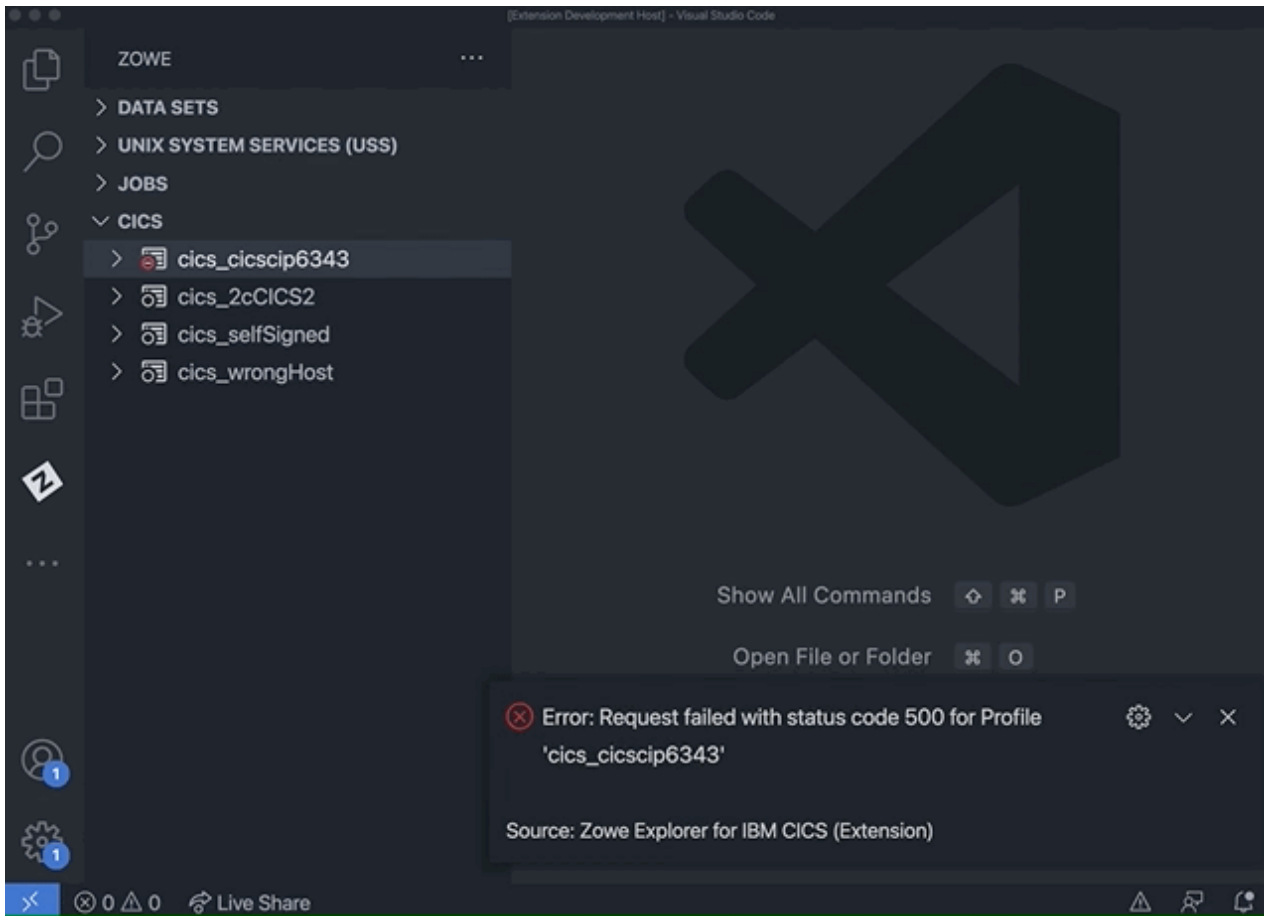 [Extension Development Host] - Visual Studio Code
ZOWE
DATA SETS
UNIX SYSTEM SERVICES (USS)
JOBS
CICS
cics_cicscip6343
cics_2cCICS2
cics_selfSigned
cics_wrongHost
Z
Show All Commands ⇧ ⌘ P
Open File or Folder ⌘ O
Error: Request failed with status code 500 for Profile
'cics_cicscip6343'
Source: Zowe Explorer for IBM CICS (Extension)
1
1
0 0 Live Share